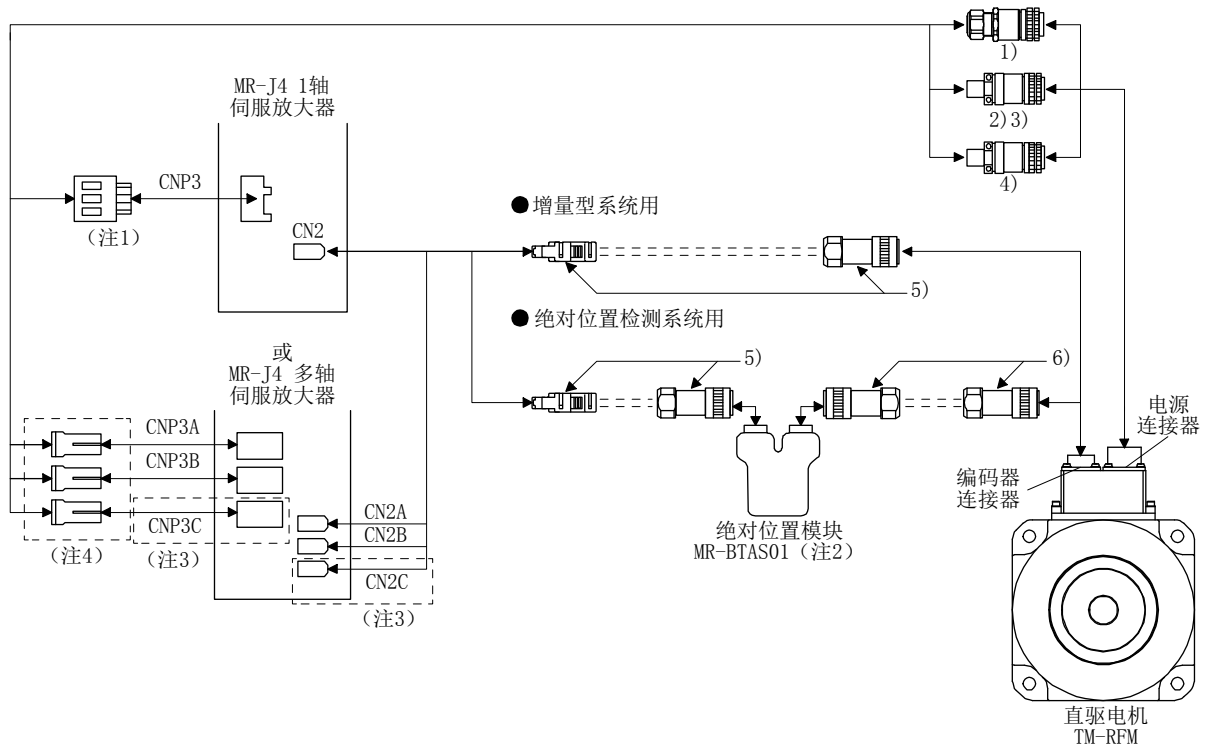 1)
MR-J4 1轴
伺服放大器
2)3)
CNP3
4)
（注1）
CN2
●增量型系统用
5)
●绝对位置检测系统用
或
MR-J4 多轴
伺服放大器
5)
6)
电源
连接器
CNP3A
CNP3B
编码器
连接器
CNP3C
CN2A
CN2B
（注4）
（注3）
绝对位置模块
MR-BTAS01（注2）
CN2C
（注3）
直驱电机
TM-RFM